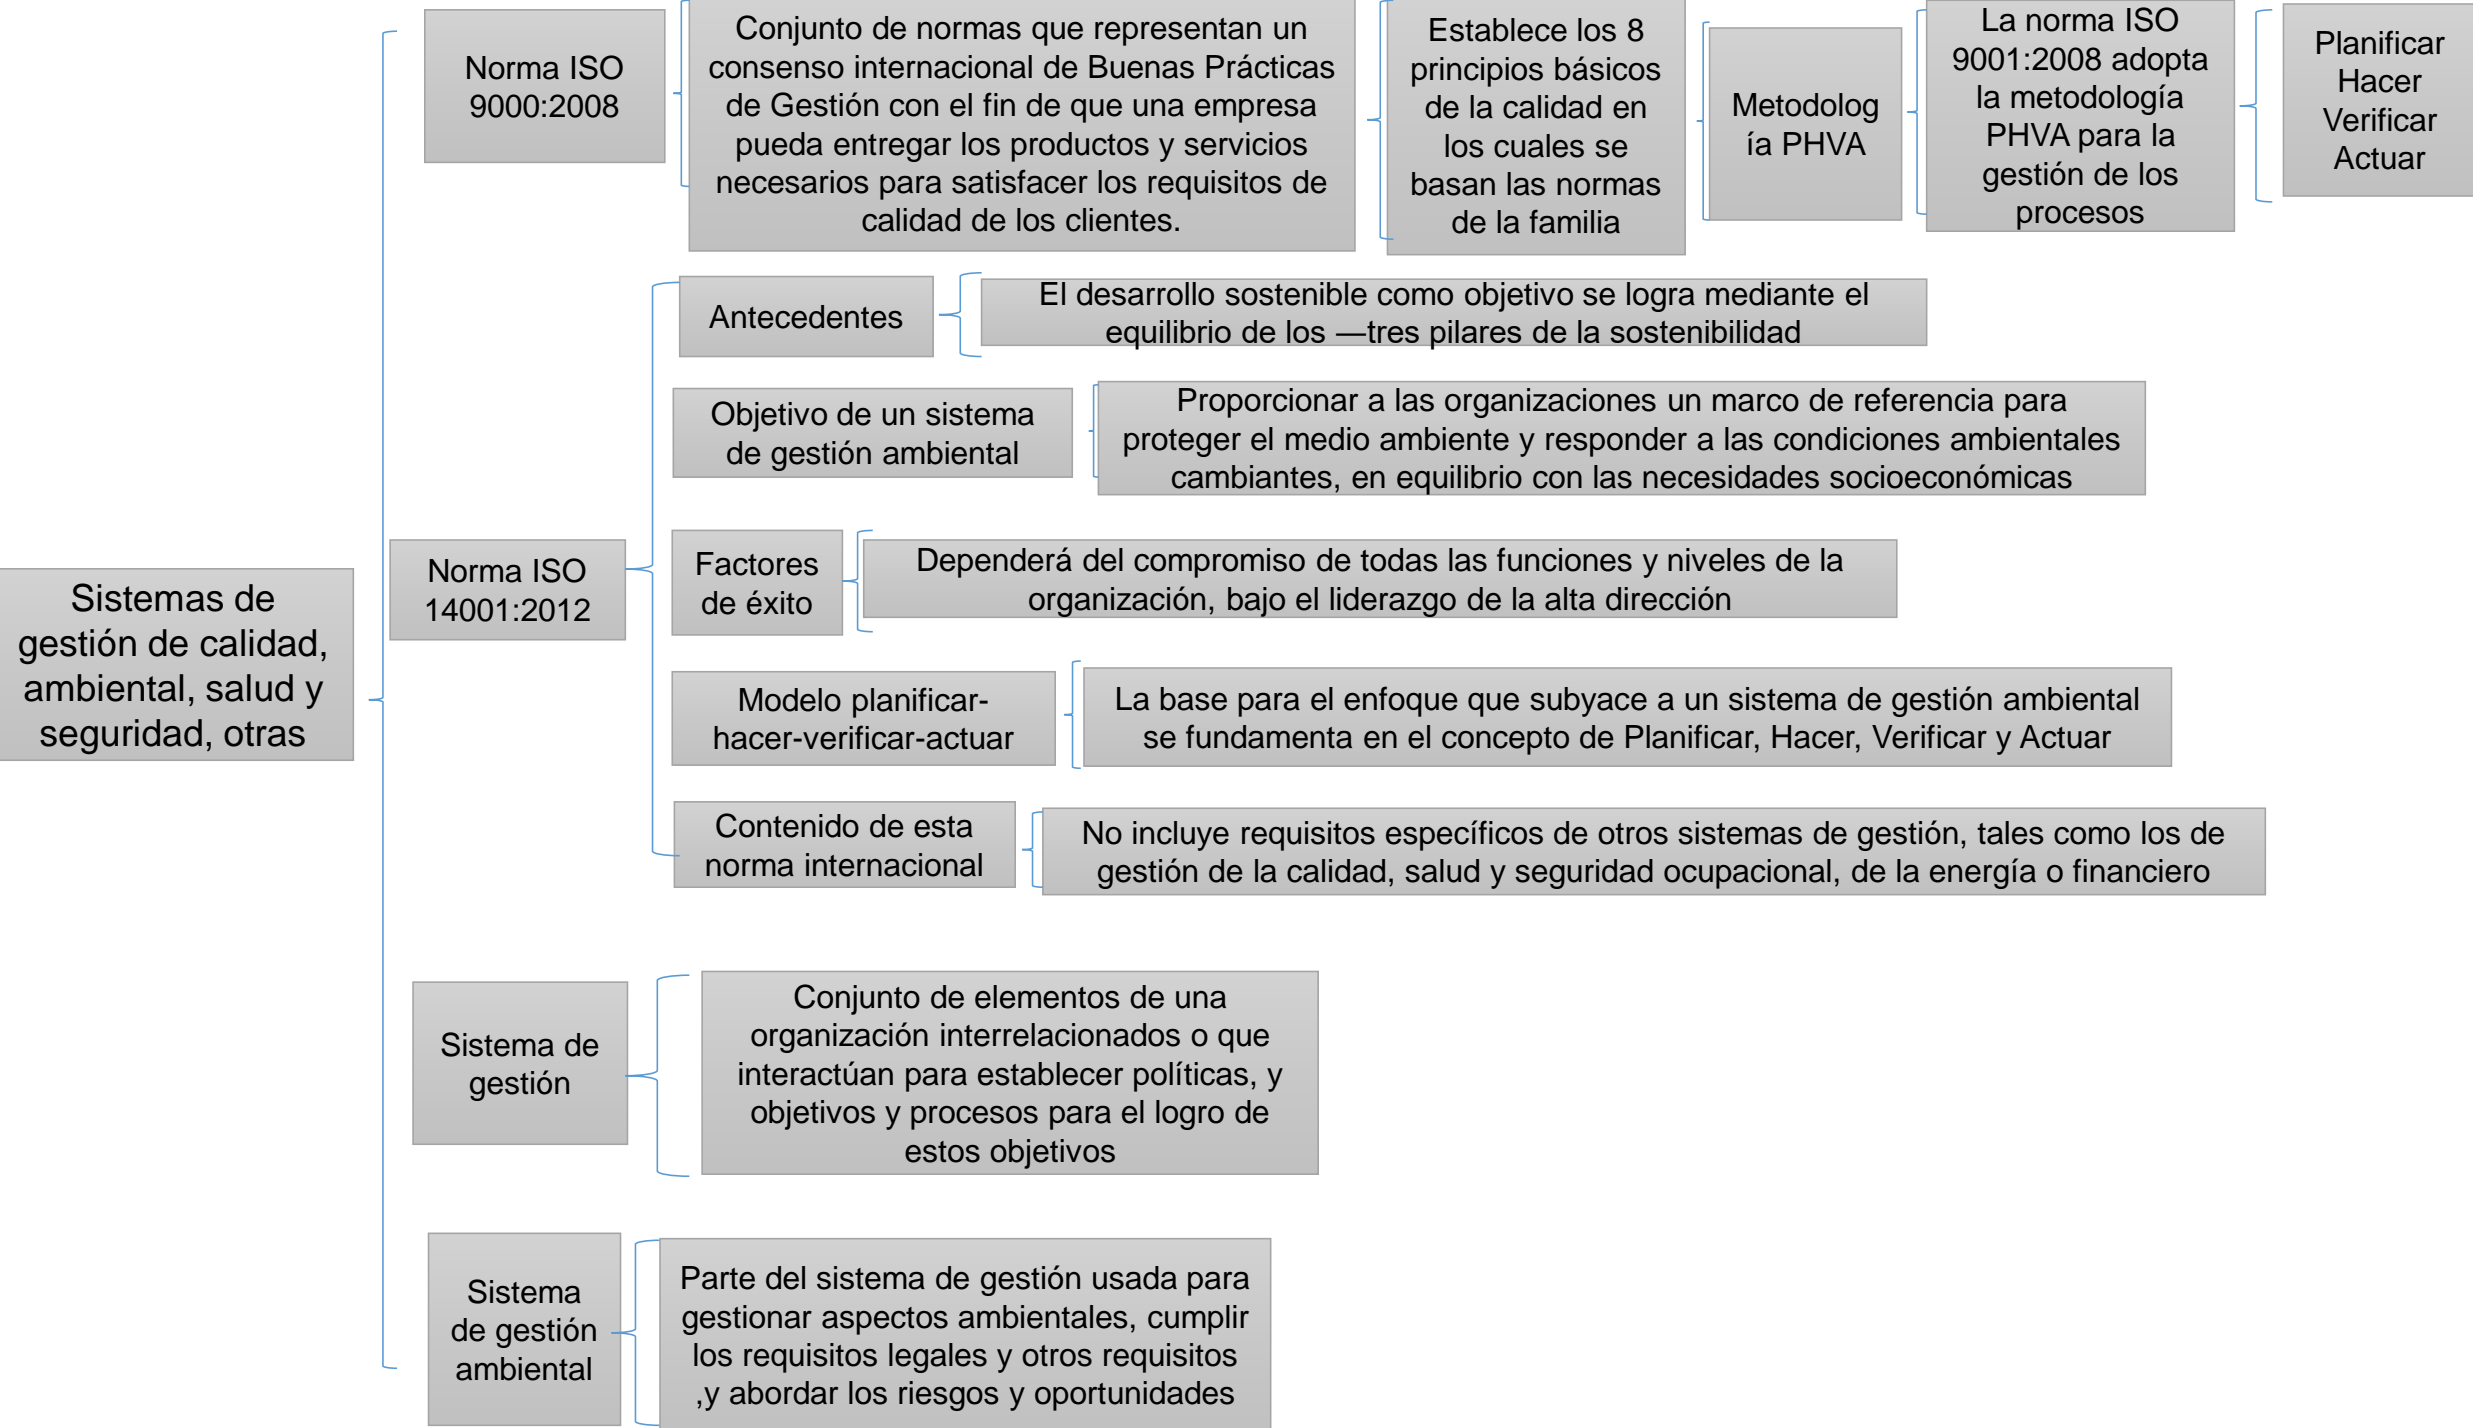 Sistemas de
gestión de calidad,
ambiental, salud y
seguridad, otras
Norma ISO
9000:2008
Conjunto de normas que representan un
consenso internacional de Buenas Prácticas
de Gestión con el fin de que una empresa
pueda entregar los productos y servicios
necesarios para satisfacer los requisitos de
calidad de los clientes.
Establece los 8
principios básicos
de la calidad en
los cuales se
basan las normas
de la familia
Metodolog
ía PHVA
La norma ISO
9001:2008 adopta
la metodología
PHVA para la
gestión de los
procesos
Planificar
Hacer
Verificar
Actuar
Norma ISO
14001:2012
Antecedentes
El desarrollo sostenible como objetivo se logra mediante el
equilibrio de los —tres pilares de la sostenibilidad
Objetivo de un sistema
de gestión ambiental
Proporcionar a las organizaciones un marco de referencia para
proteger el medio ambiente y responder a las condiciones ambientales
cambiantes, en equilibrio con las necesidades socioeconómicas
Factores
de éxito
Dependerá del compromiso de todas las funciones y niveles de la
organización, bajo el liderazgo de la alta dirección
Modelo planificar-
hacer-verificar-actuar
La base para el enfoque que subyace a un sistema de gestión ambiental
se fundamenta en el concepto de Planificar, Hacer, Verificar y Actuar
Contenido de esta
norma internacional
No incluye requisitos específicos de otros sistemas de gestión, tales como los de
gestión de la calidad, salud y seguridad ocupacional, de la energía o financiero
Sistema de
gestión
Conjunto de elementos de una
organización interrelacionados o que
interactúan para establecer políticas, y
objetivos y procesos para el logro de
estos objetivos
Sistema
de gestión
ambiental
Parte del sistema de gestión usada para
gestionar aspectos ambientales, cumplir
los requisitos legales y otros requisitos
,y abordar los riesgos y oportunidades